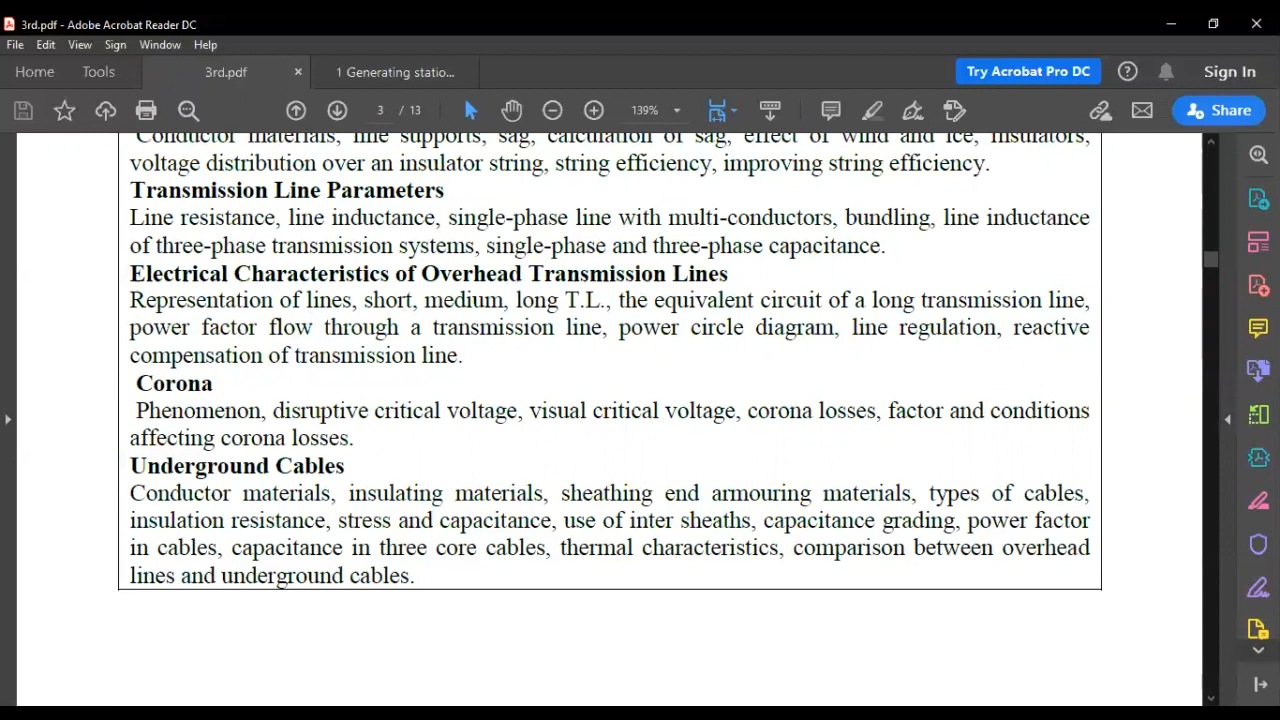 3rd.pdf - Adobe Acrobat Reader DC
File Edit View Sign Window Help
Home Tools 3rd.pdf × 1 Generating statio... Try Acrobat Pro DC Sign In
3 / 13 139% Share
Conductor materials, line supports, sag, calculation of sag, effect of wind and ice, insulators,
voltage distribution over an insulator string, string efficiency, improving string efficiency.
Transmission Line Parameters
Line resistance, line inductance, single-phase line with multi-conductors, bundling, line inductance
of three-phase transmission systems, single-phase and three-phase capacitance.
Electrical Characteristics of Overhead Transmission Lines
Representation of lines, short, medium, long T.L., the equivalent circuit of a long transmission line,
power factor flow through a transmission line, power circle diagram, line regulation, reactive
compensation of transmission line.
Corona
Phenomenon, disruptive critical voltage, visual critical voltage, corona losses, factor and conditions
affecting corona losses.
Underground Cables
Conductor materials, insulating materials, sheathing end armouring materials, types of cables,
insulation resistance, stress and capacitance, use of inter sheaths, capacitance grading, power factor
in cables, capacitance in three core cables, thermal characteristics, comparison between overhead
lines and underground cables.